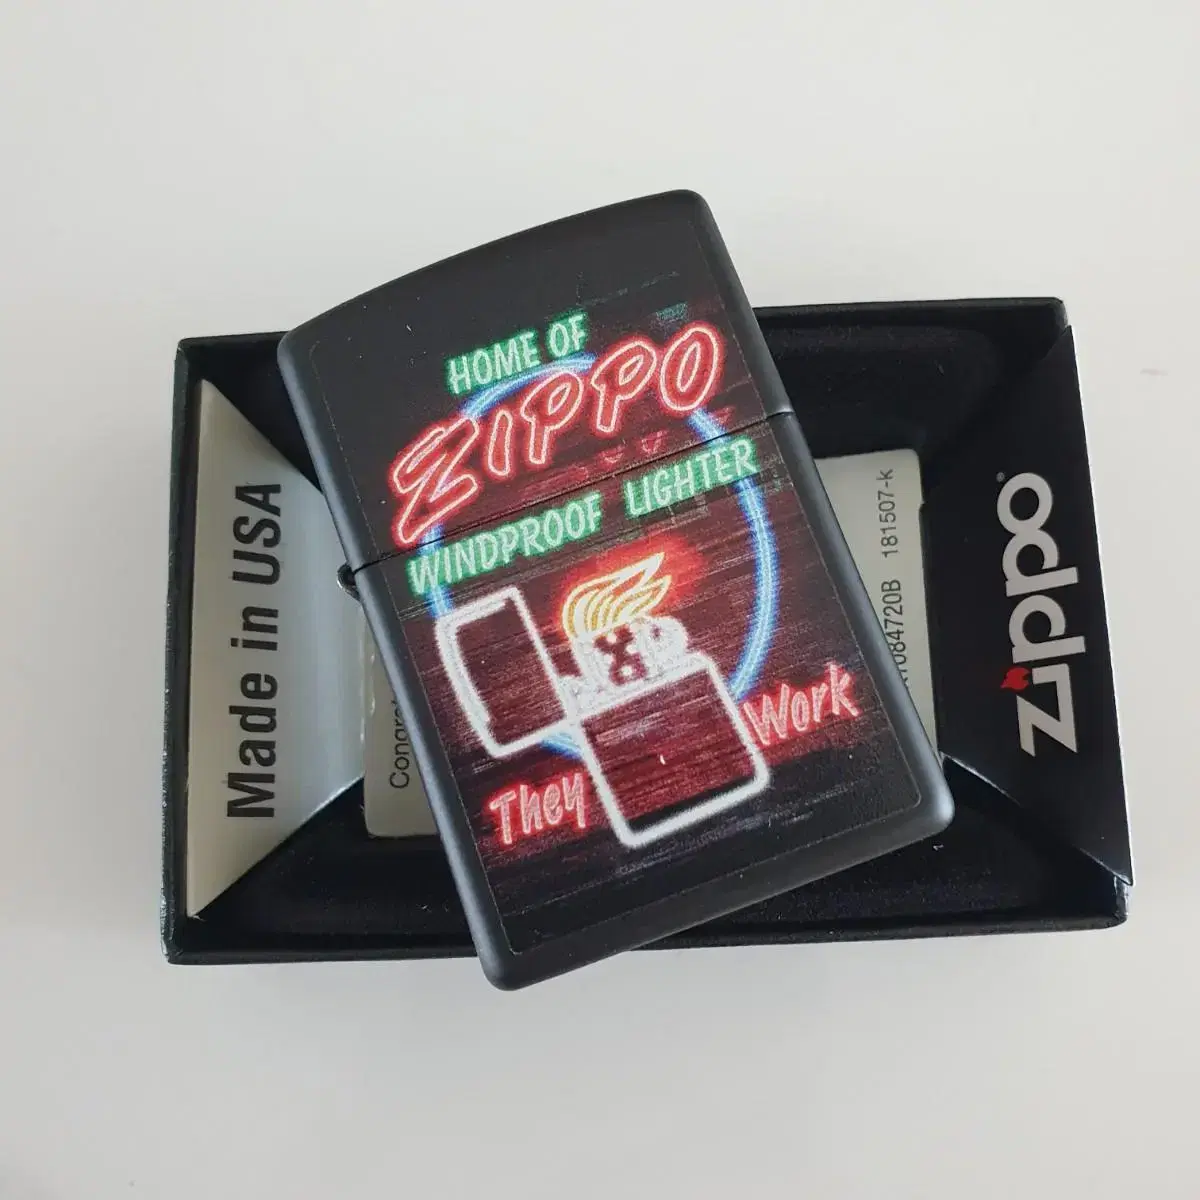 HOME OF
ZIPPO
WINDPROOF LIGHTER
They
Work
Made in USA
zippo
181507-K